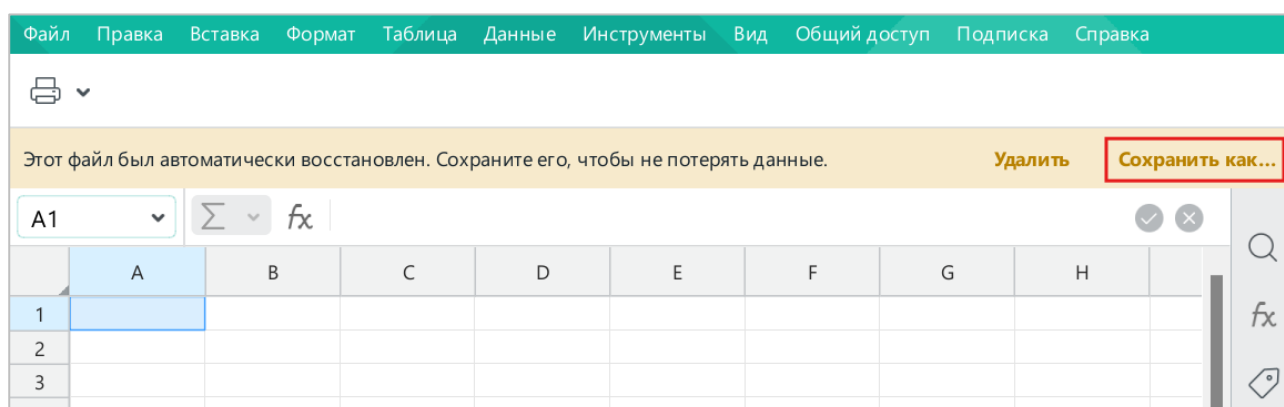 Файл Правка Вставка Формат Таблица Данные Инструменты Вид Общий доступ Подписка Справка
Этот файл был автоматически восстановлен. Сохраните его, чтобы не потерять данные. Удалить Сохранить как...
A1 Σ fx
A B C D E F G H
1
2
3